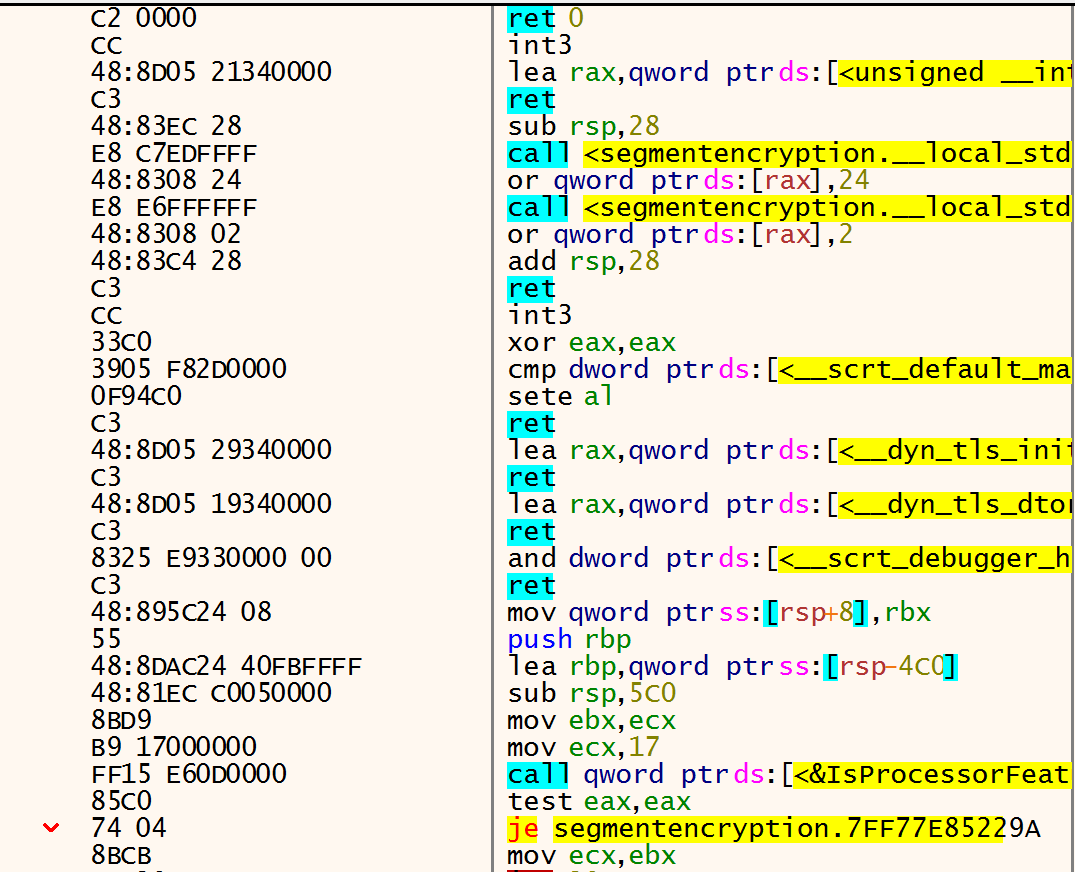 C2 0000 ret 0
CC int3
48:8D05 21340000 lea rax,qword ptr ds:[<unsigned __int
C3 ret
48:83EC 28 sub rsp,28
E8 C7EDFFFF call <segmentencryption.__local_std
48:8308 24 or qword ptr ds:[rax],24
E8 E6FFFFFF call <segmentencryption.__local_std
48:8308 02 or qword ptr ds:[rax],2
48:83C4 28 add rsp,28
C3 ret
CC int3
33C0 xor eax,eax
3905 F82D0000 cmp dword ptr ds:[<__scrt_default_ma
0F94C0 sete al
C3 ret
48:8D05 29340000 lea rax,qword ptr ds:[<__dyn_tls_init
C3 ret
48:8D05 19340000 lea rax,qword ptr ds:[<__dyn_tls_dtor
C3 ret
8325 E9330000 00 and dword ptr ds:[<__scrt_debugger_h
C3 ret
48:895C24 08 mov qword ptr ss:[rsp+8],rbx
55 push rbp
48:8DAC24 40FBFFFF lea rbp,qword ptr ss:[rsp-4C0]
48:81EC C0050000 sub rsp,5C0
8BD9 mov ebx,ecx
B9 17000000 mov ecx,17
FF15 E60D0000 call qword ptr ds:[<&IsProcessorFeat
85C0 test eax,eax
74 04 je segmentencryption.7FF77E85229A
8BCB mov ecx,ebx